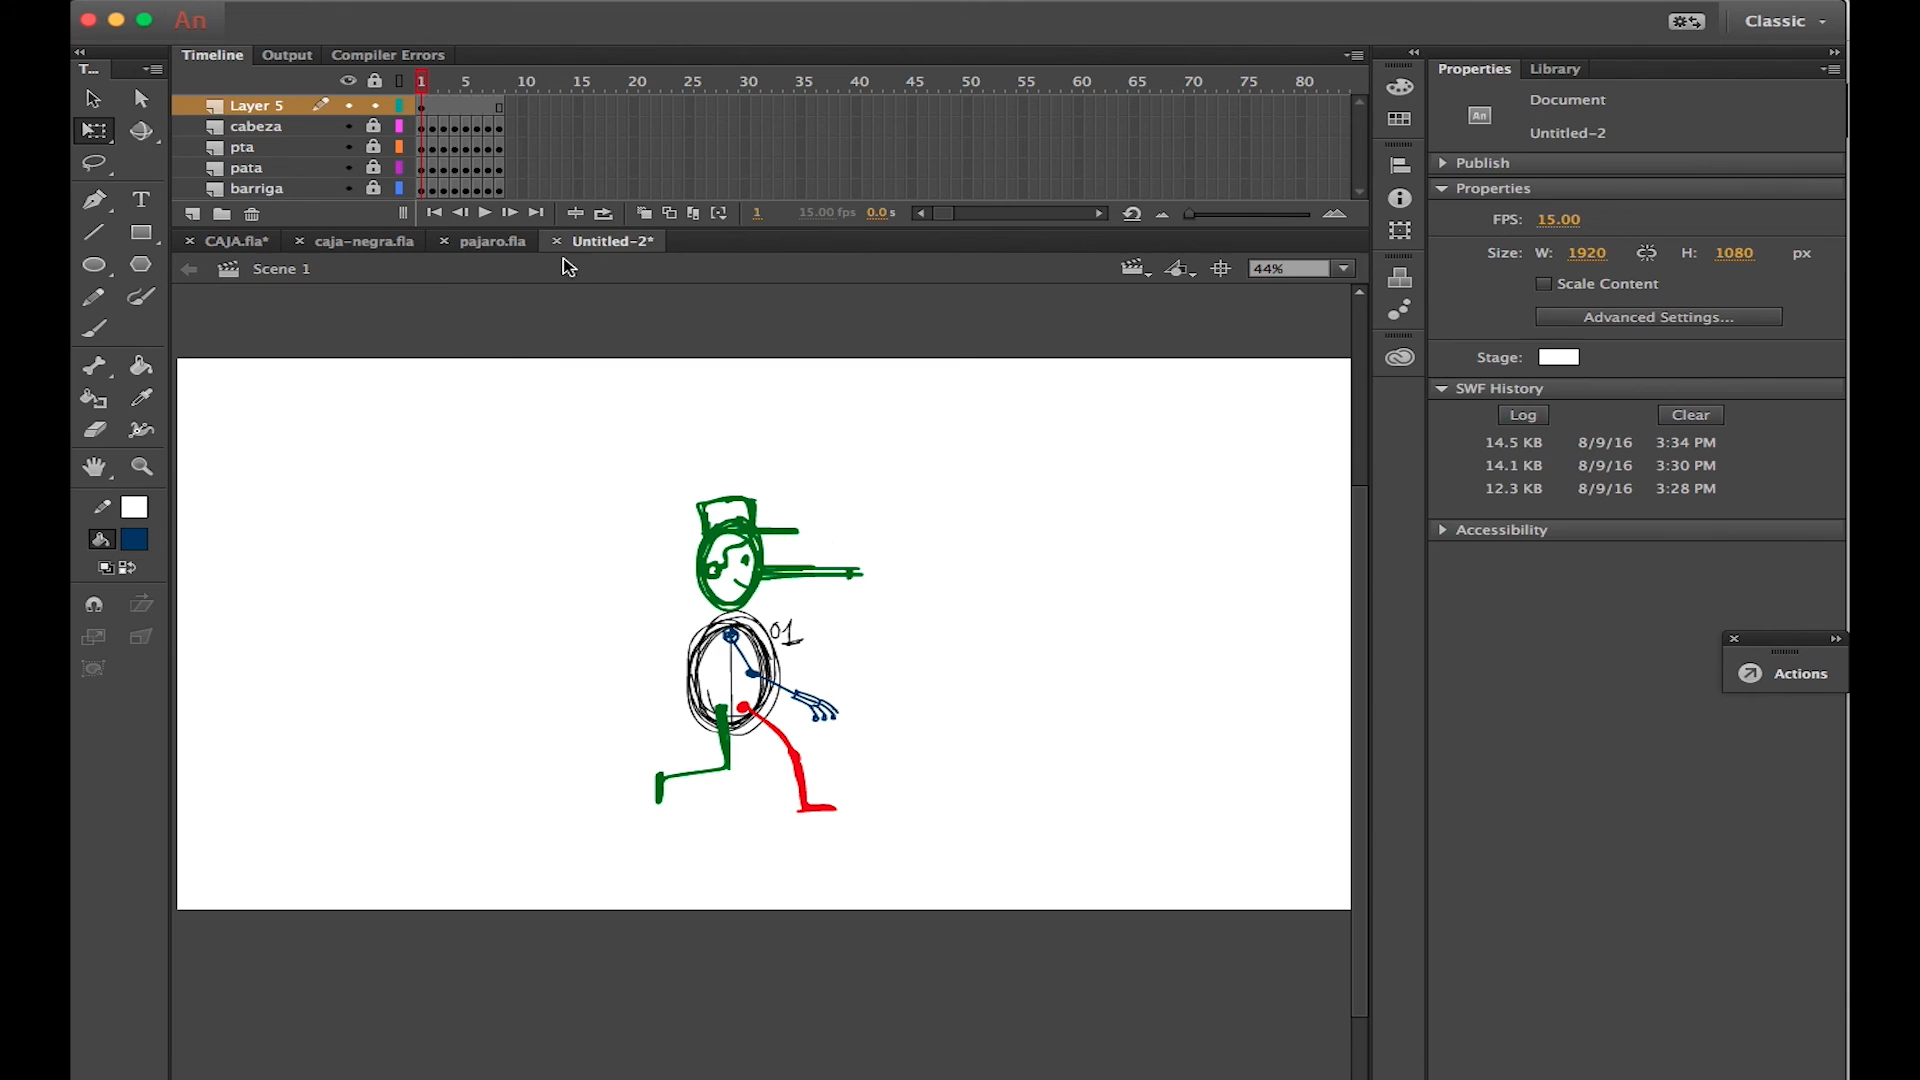 An
Classic
T...
Timeline Output Compiler Errors
1 5 10 15 20 25 30 35 40 45 50 55 60 65 70 75 80
Layer 5
cabeza
pta
pata
barriga
1 15.00 fps 0.0 s
CAJA.fla* caja-negra.fla pajaro.fla Untitled-2*
Scene 1
44%
01
Properties Library
An
Document
Untitled-2
Publish
Properties
FPS: 15.00
Size: W: 1920 H: 1080 px
Scale Content
Advanced Settings...
Stage:
SWF History
Log Clear
14.5 KB 8/9/16 3:34 PM
14.1 KB 8/9/16 3:30 PM
12.3 KB 8/9/16 3:28 PM
Accessibility
Actions